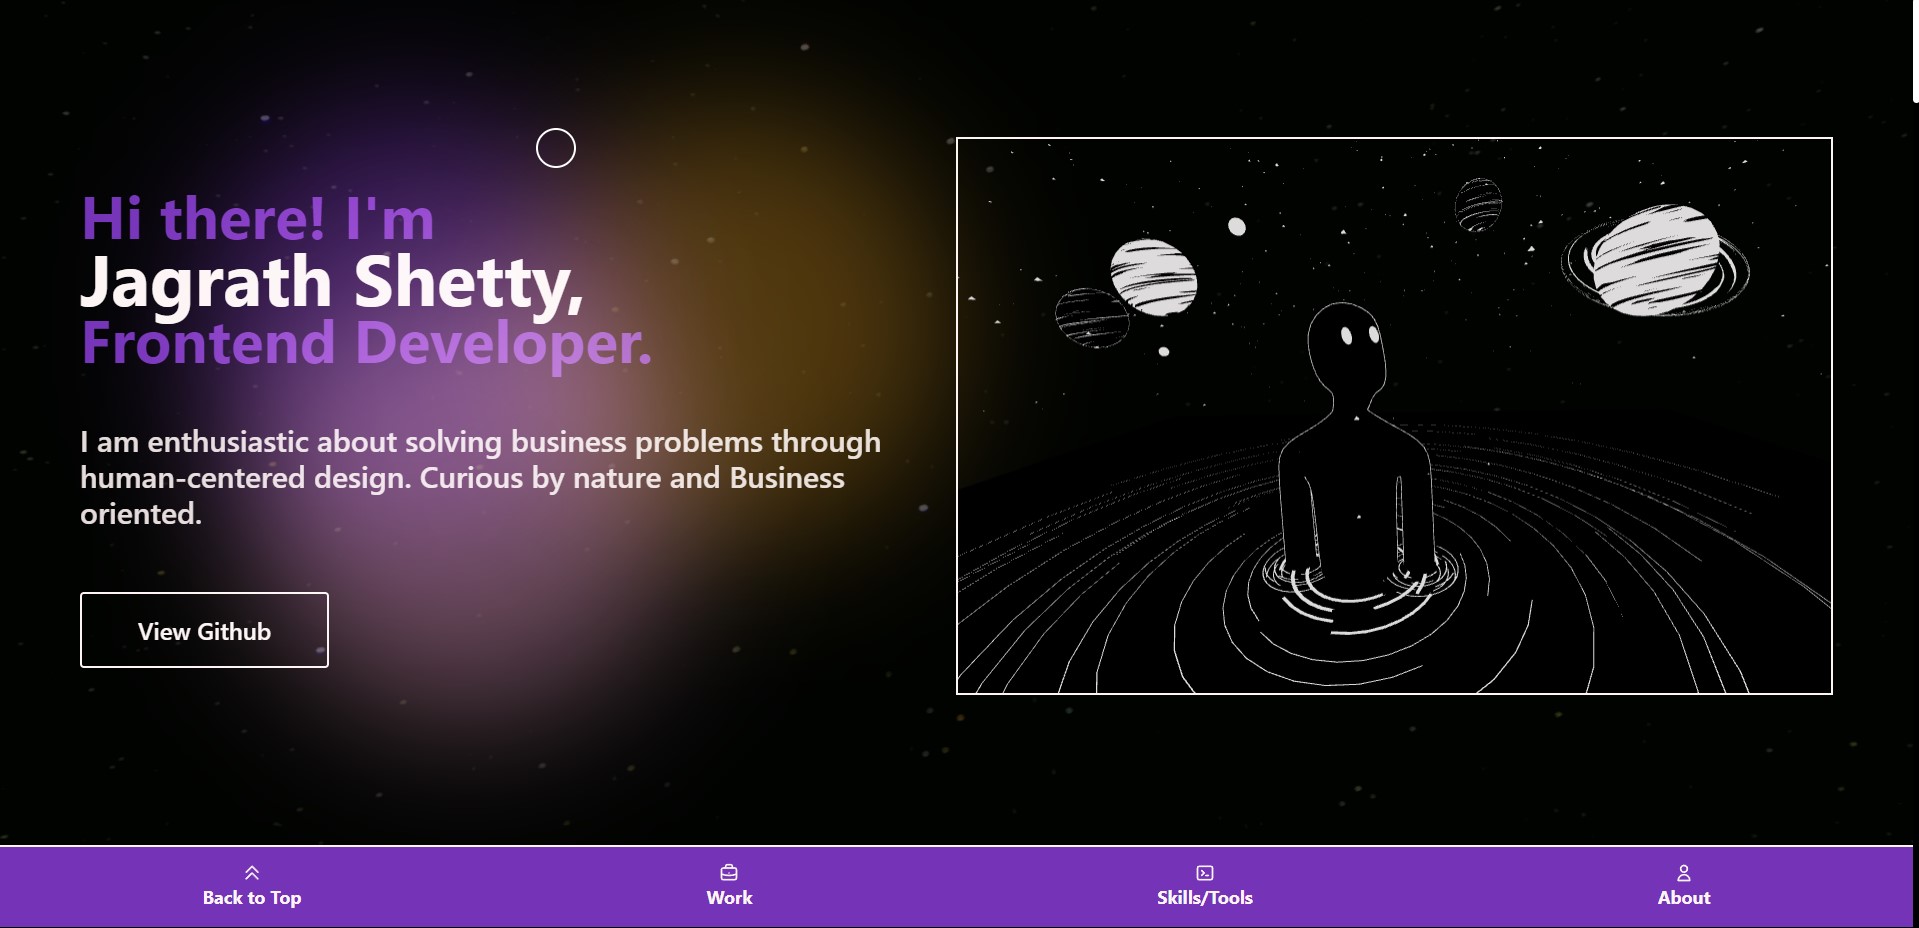 Hi there! I'm
Jagrath Shetty,
Frontend Developer.
I am enthusiastic about solving business problems through
human-centered design. Curious by nature and Business
oriented.
View Github
Back to Top
Work
Skills/Tools
About